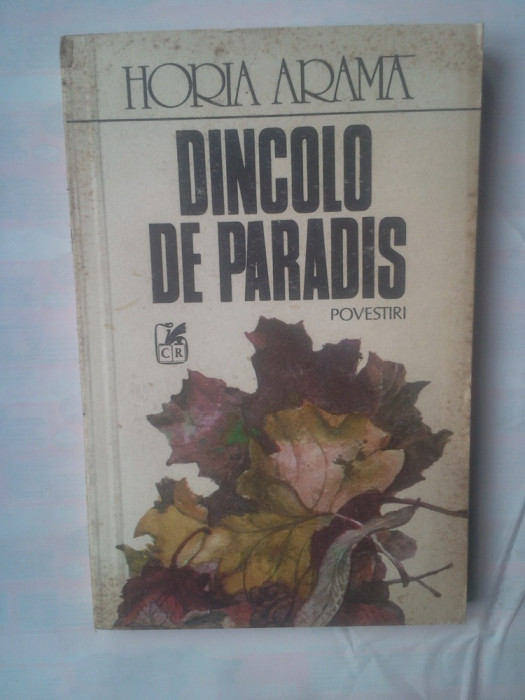 HORIA ARAMĂ
DINCOLO
DE PARADIS
POVESTIRI
CR